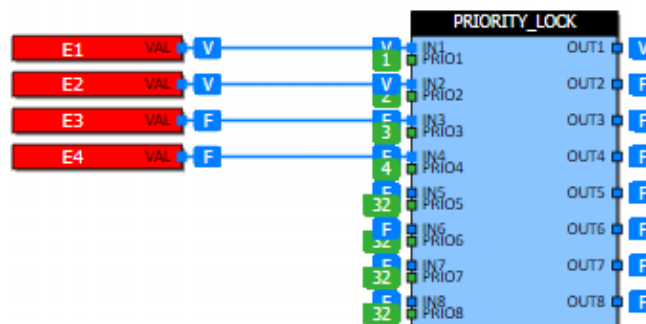 PRIORITY_LOCK
E1 VAL V V IN1 OUT1 V
1 PRIO1
E2 VAL V V IN2 OUT2 F
2 PRIO2
E3 VAL F F IN3 OUT3 F
3 PRIO3
E4 VAL F F IN4 OUT4 F
4 PRIO4
F IN5 OUT5 F
32 PRIO5
F IN6 OUT6 F
32 PRIO6
F IN7 OUT7 F
32 PRIO7
F IN8 OUT8 F
32 PRIO8